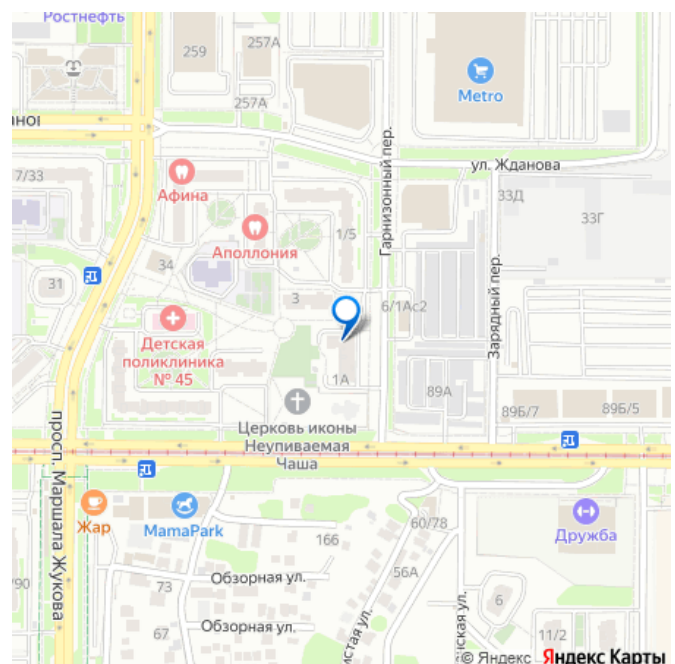 Ростнефть
257А
259
Metro
257А
ул. Жданова
7/33
Афина
33Д
33Г
Гарнизонный пер.
1/5
Аполлония
34
31
3
6/1Ас2
Зарядный пер.
Детская
поликлиника
№ 45
1А
89А
89Б/7
89Б/5
Церковь иконы
Неупиваемая
Чаша
просп. Маршала Жукова
Жар
MamaPark
60/78
Дружба
166
56А
Обзорная ул.
73
/90
6
67
Обзорная ул.
11/2
© Яндекс
Яндекс Карты